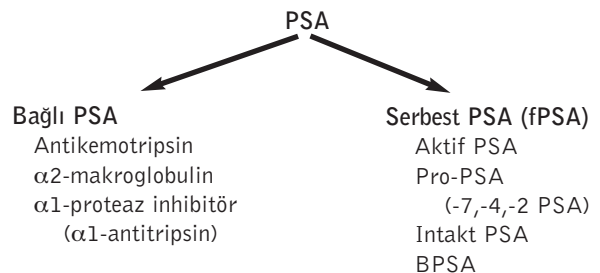 PSA
Bağlı PSA
Antikemotripsin
α2-makroglobulin
α1-proteaz inhibitör
(α1-antitripsin)
Serbest PSA (fPSA)
Aktif PSA
Pro-PSA
(-7,-4,-2 PSA)
Intakt PSA
BPSA